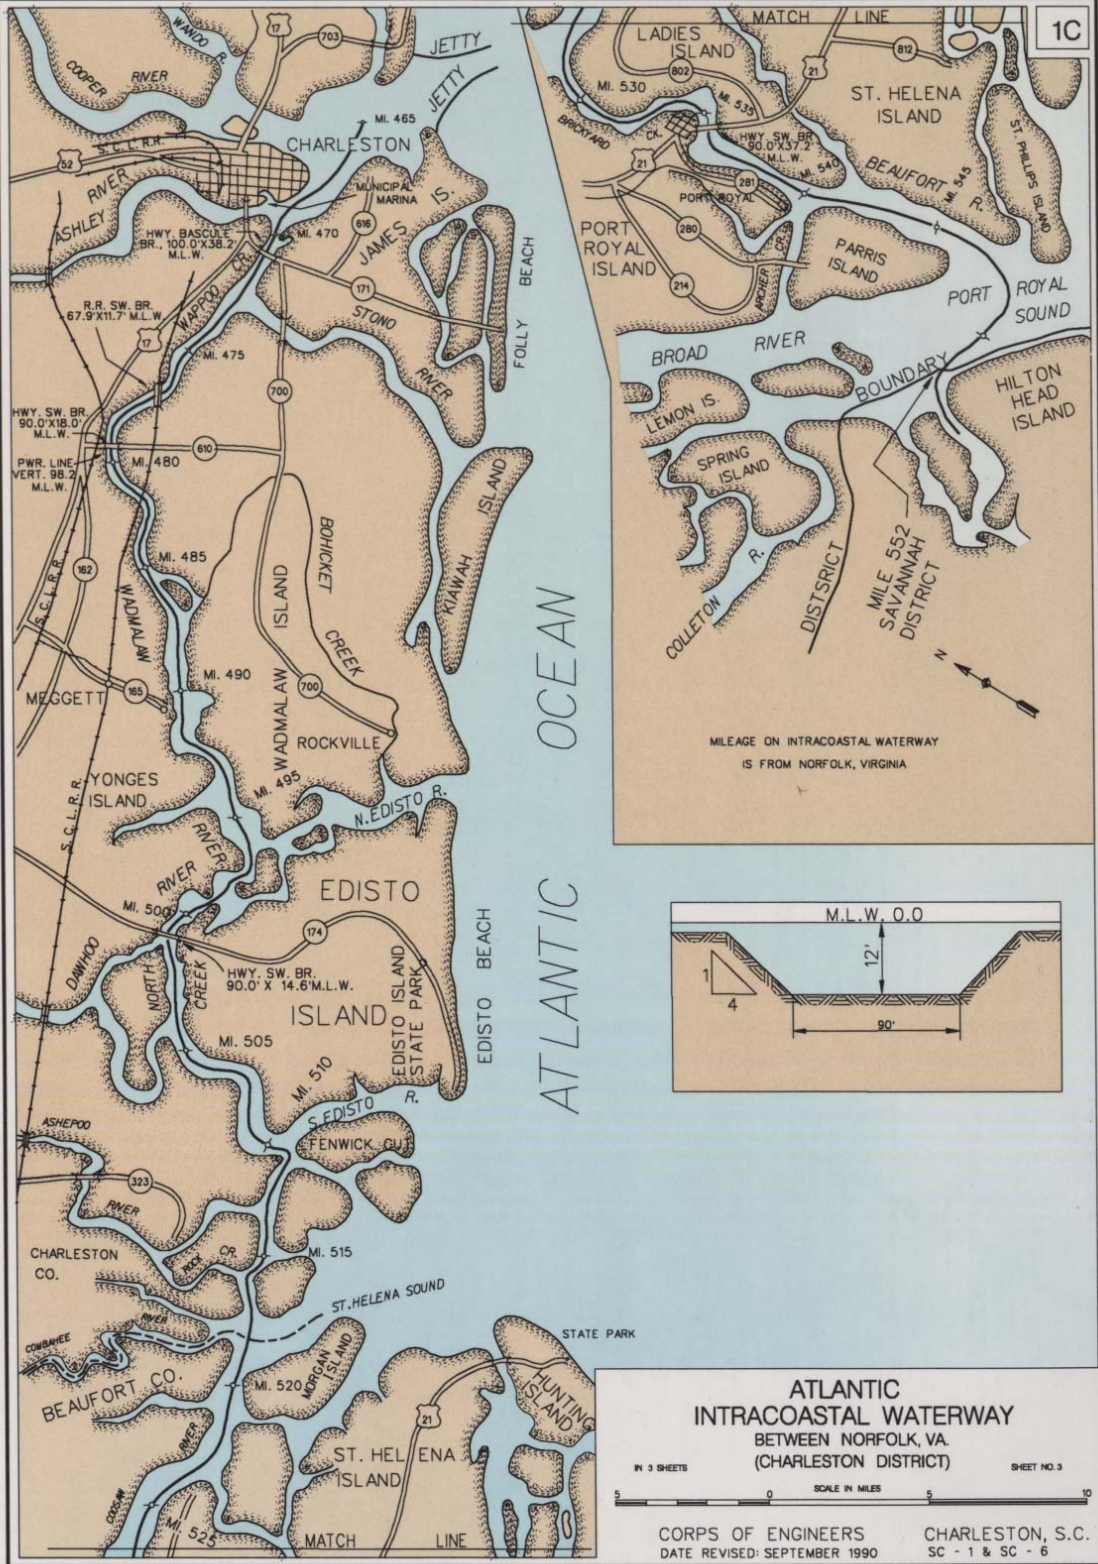 1C
WANDO R.
17
703
JETTY
JETTY
COOPER
RIVER
MI. 465
CHARLESTON
S.C.L.R.R.
52
RIVER
ASHLEY
MUNICIPAL
MARINA
616
JAMES IS.
HWY. BASCULE
BR., 100.0'X38.2'
M.L.W.
MI. 470
CR.
WAPPOO
171
STONO
RIVER
FOLLY BEACH
R.R. SW. BR.
67.9'X11.7' M.L.W.
17
MI. 475
700
HWY. SW. BR.
90.0'X18.0'
M.L.W.
610
PWR. LINE
VERT. 98.2
M.L.W.
MI. 480
KIAWAH ISLAND
MI. 485
162
S.C.L.R.R.
WADMALAW
BOHICKET
CREEK
WADMALAW ISLAND
MI. 490
700
MEGGETT
165
ROCKVILLE
YONGES
ISLAND
MI. 495
N. EDISTO R.
S.C.L.R.R.
RIVER
RIVER
EDISTO
ISLAND
MI. 500
174
DAWHOO
NORTH
CREEK
HWY. SW. BR.
90.0' X 14.6'M.L.W.
EDISTO ISLAND
STATE PARK
EDISTO BEACH
ATLANTIC OCEAN
MI. 505
MI. 510
S. EDISTO R.
ASHEPOO
FENWICK CUT
323
RIVER
CHARLESTON
CO.
ROCK CR.
MI. 515
ST. HELENA SOUND
RIVER
COMBAHEE
STATE PARK
BEAUFORT CO.
MI. 520
MORGAN
ISLAND
HUNTING
ISLAND
21
RIVER
COOSAW
ST. HELENA
ISLAND
MI. 525
MATCH LINE
MATCH LINE
LADIES
ISLAND
802
21
812
MI. 530
MI. 535
ST. HELENA
ISLAND
BRICKYARD
CK.
HWY. SW. BR.
90.0'X37.2'
M.L.W.
21
MI. 540
BEAUFORT R.
MI. 545
ST. PHILIPS ISLAND
281
PORT ROYAL
PORT
ROYAL
ISLAND
280
PARRIS
ISLAND
214
ARCHER CR.
PORT ROYAL
SOUND
BROAD RIVER
BOUNDARY
HILTON
HEAD
ISLAND
LEMON IS.
SPRING
ISLAND
COLLETON R.
DISTSRICT
MILE 552
SAVANNAH
DISTRICT
N
MILEAGE ON INTRACOASTAL WATERWAY
IS FROM NORFOLK, VIRGINIA
M.L.W. 0.0
12'
1
4
90'
ATLANTIC
INTRACOASTAL WATERWAY
BETWEEN NORFOLK, VA.
(CHARLESTON DISTRICT)
IN 3 SHEETS
SHEET NO. 3
SCALE IN MILES
5 0 5 10
CORPS OF ENGINEERS CHARLESTON, S.C.
DATE REVISED: SEPTEMBER 1990 SC - 1 & SC - 6